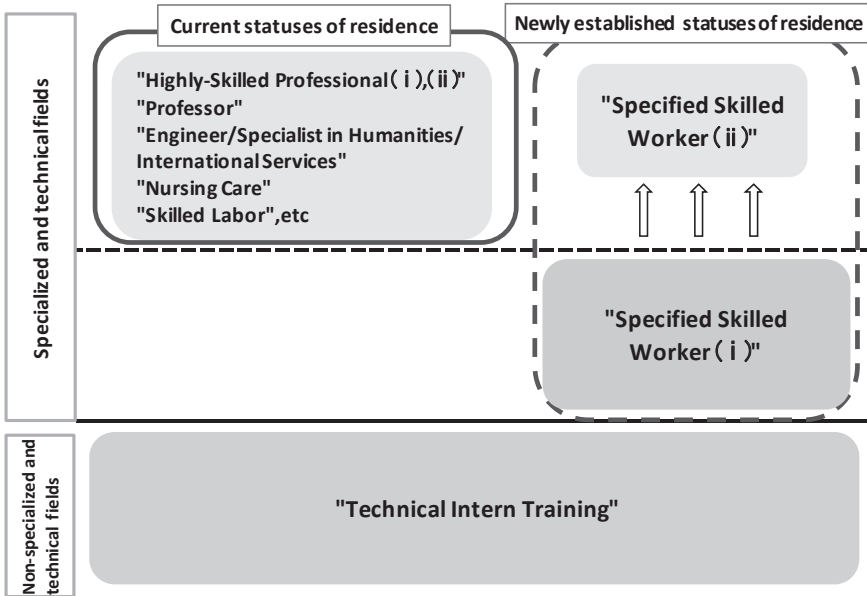 Current statuses of residence
Newly established statuses of residence
Specialized and technical fields
"Highly-Skilled Professional(ⅰ),(ⅱ)"
"Professor"
"Engineer/Specialist in Humanities/
International Services"
"Nursing Care"
"Skilled Labor",etc
"Specified Skilled
Worker(ⅱ)"
"Specified Skilled
Worker(ⅰ)"
Non-specialized and
technical fields
"Technical Intern Training"